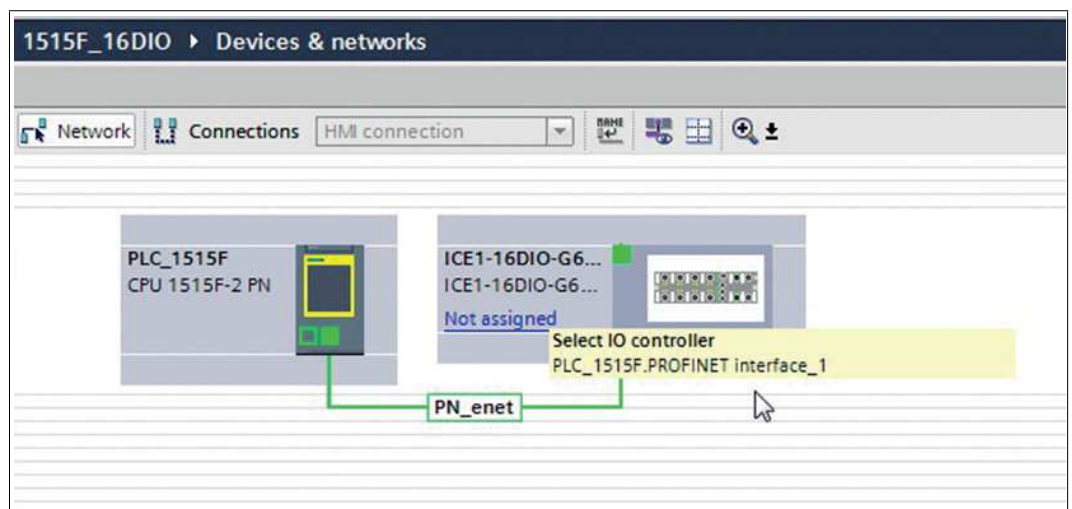 1515F_16DIO ▸ Devices & networks
Network Connections HMI connection NAME
PLC_1515F
CPU 1515F-2 PN
ICE1-16DIO-G6...
ICE1-16DIO-G6...
Not assigned
Select IO controller
PLC_1515F.PROFINET interface_1
PN_enet